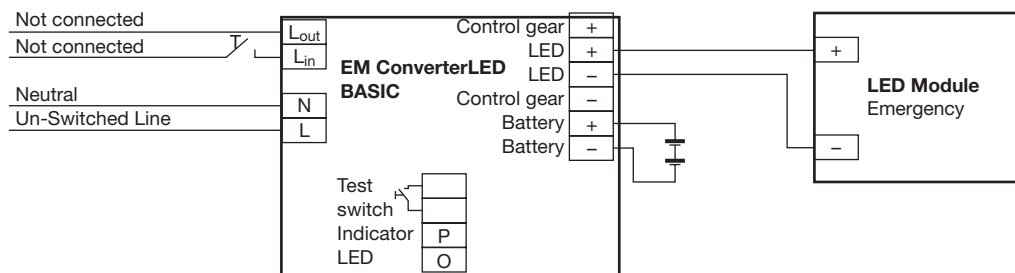 Not connected
Not connected
Neutral
Un-Switched Line
Lout
Lin
N
L
EM ConverterLED
BASIC
Control gear +
LED +
LED –
Control gear –
Battery +
Battery –
Test
switch
Indicator P
LED O
+
–
LED Module
Emergency